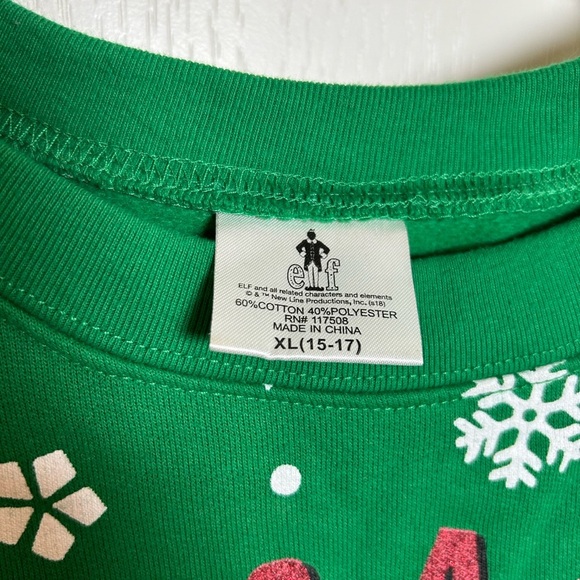 elf
ELF and all related characters and elements
© & ™ New Line Productions, Inc. (s18)
60%COTTON 40%POLYESTER
RN# 117508
MADE IN CHINA
XL(15-17)